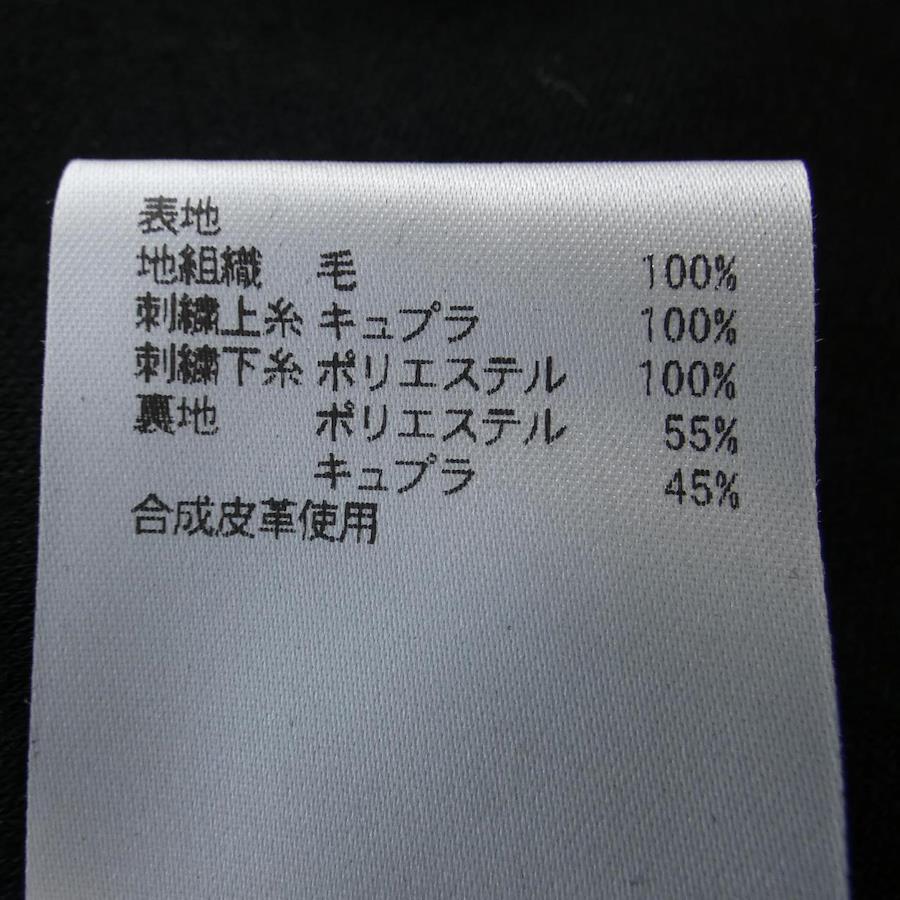 表地
地組織 毛 100%
刺繍上糸 キュプラ 100%
刺繍下糸 ポリエステル 100%
裏地 ポリエステル 55%
キュプラ 45%
合成皮革使用